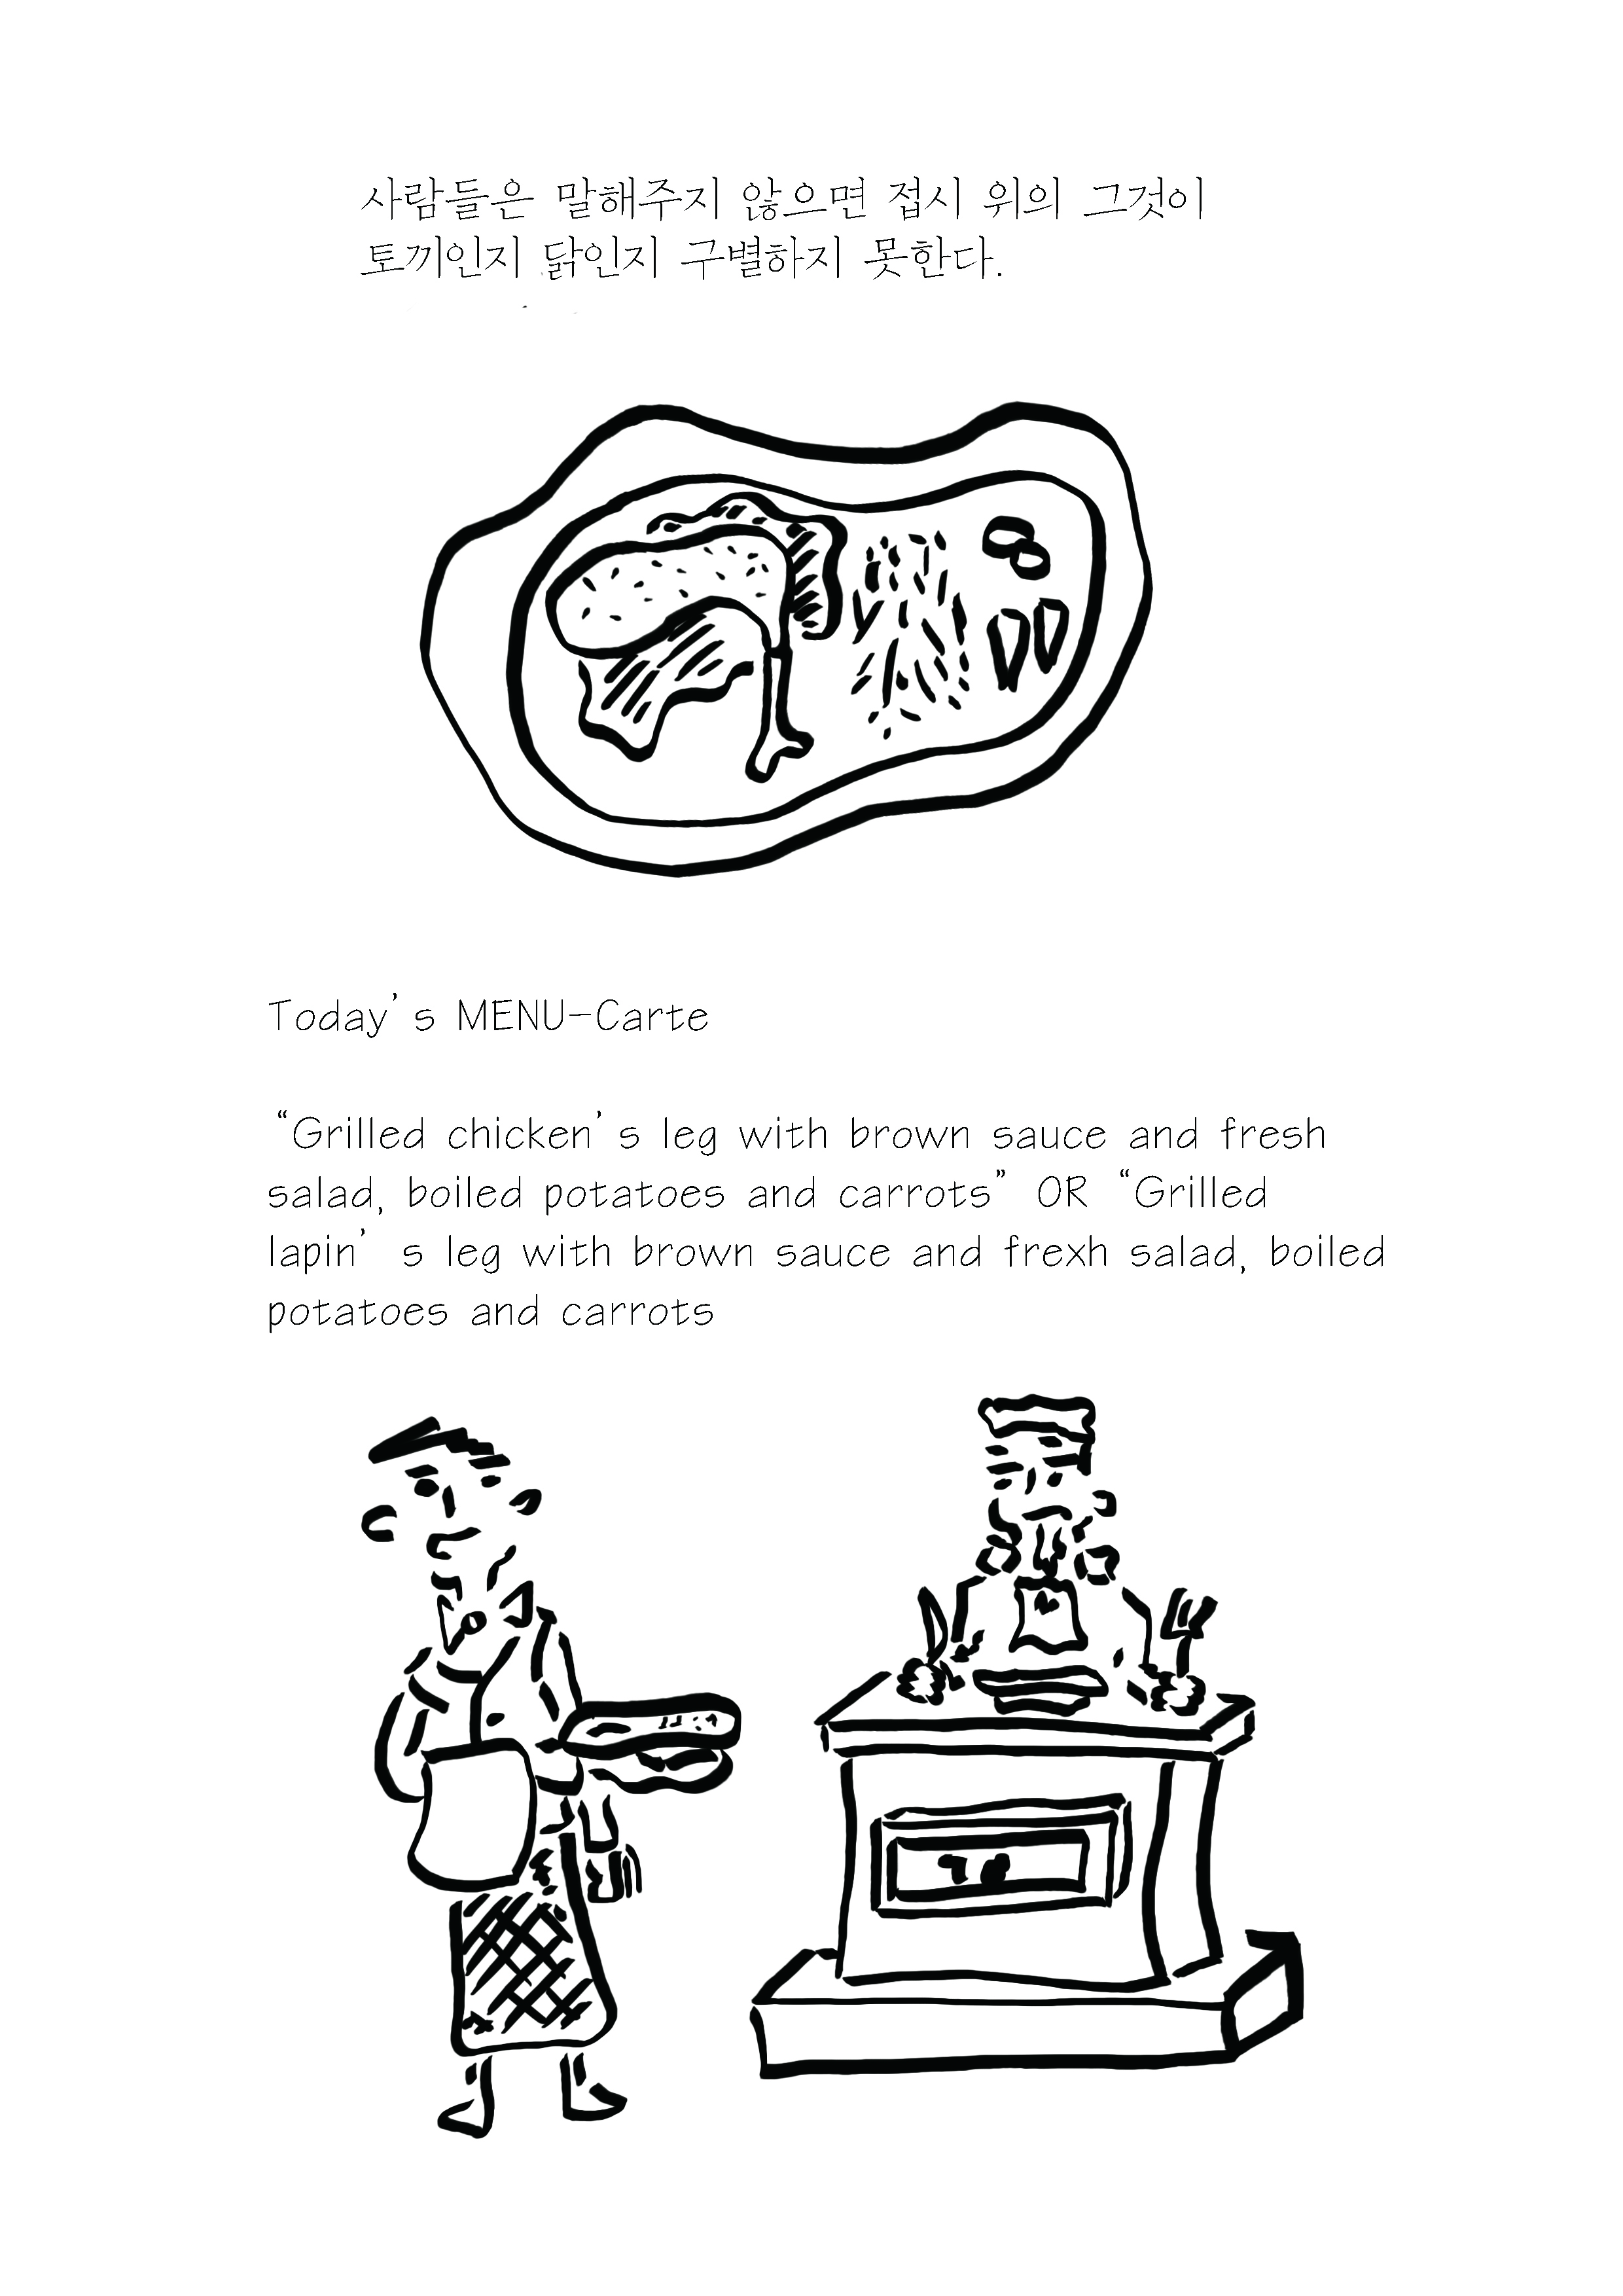 사람들은 말해주지 않으면 접시 위의 그것이
토끼인지 닭인지 구별하지 못한다.
Today's MENU-Carte
“Grilled chicken's leg with brown sauce and fresh
salad, boiled potatoes and carrots” OR “Grilled
lapin' s leg with brown sauce and frexh salad, boiled
potatoes and carrots